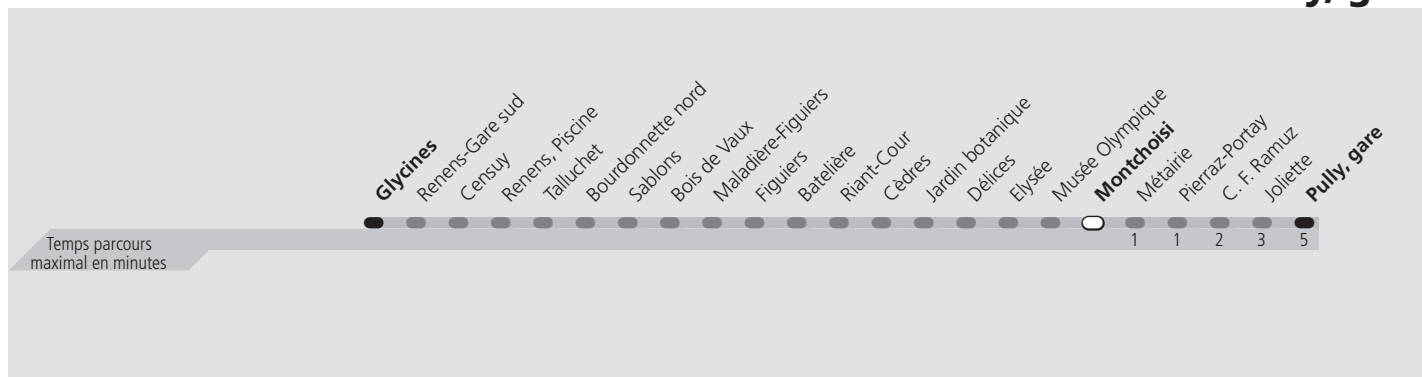 Glycines
Renens-Gare sud
Censuy
Renens, Piscine
Talluchet
Bourdonnette nord
Sablons
Bois de Vaux
Maladière-Figuiers
Figuiers
Batelière
Riant-Cour
Cèdres
Jardin botanique
Délices
Elysée
Musée Olympique
Montchoisi
Métairie
Pierraz-Portay
C. F. Ramuz
Joliette
Pully, gare
Temps parcours
maximal en minutes
1 1 2 3 5